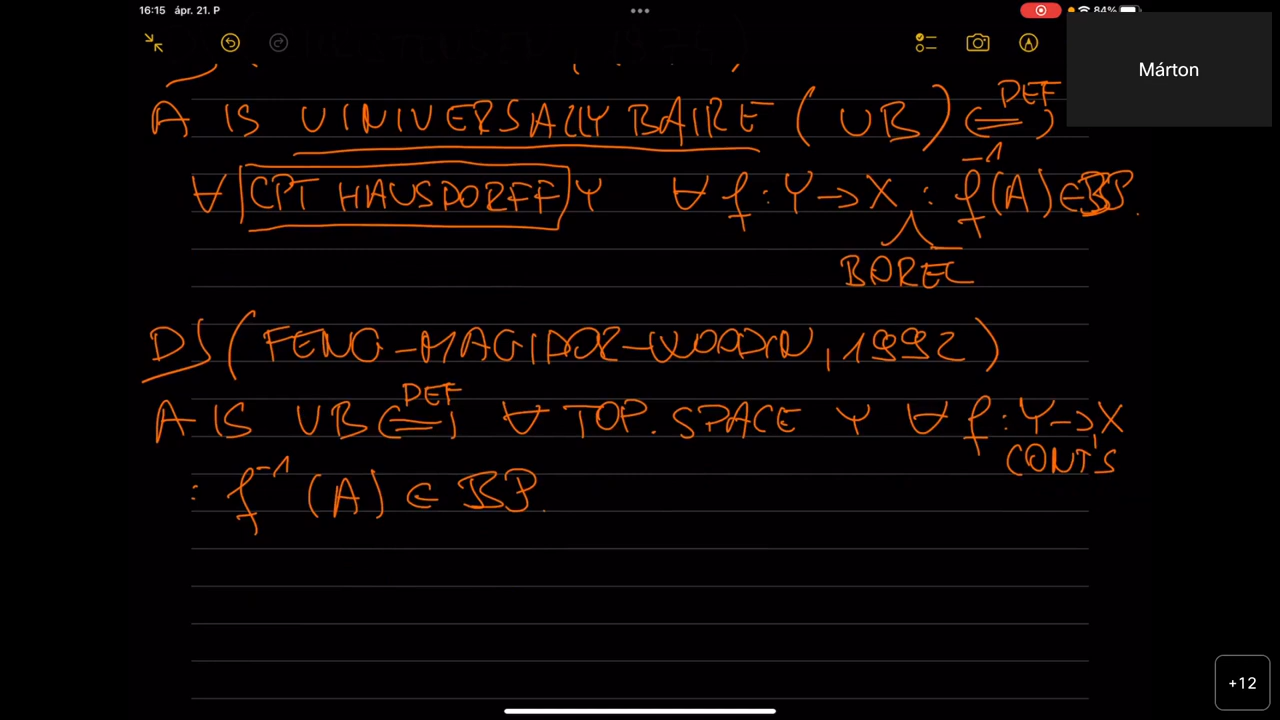 16:15 ápr. 21. P
84%
Márton
A IS UNIVERSALLY BAIRE (UB) ⟺ DEF
∀ CPT HAUSDORFF Y ∀ f: Y → X : f⁻¹(A) ∈ BP.
BOREL
D) (FENG-MAGIDOR-WOODIN, 1992)
A IS UB ⟺ DEF ∀ TOP. SPACE Y ∀ f: Y → X
CONT'S
: f⁻¹(A) ∈ BP.
+12